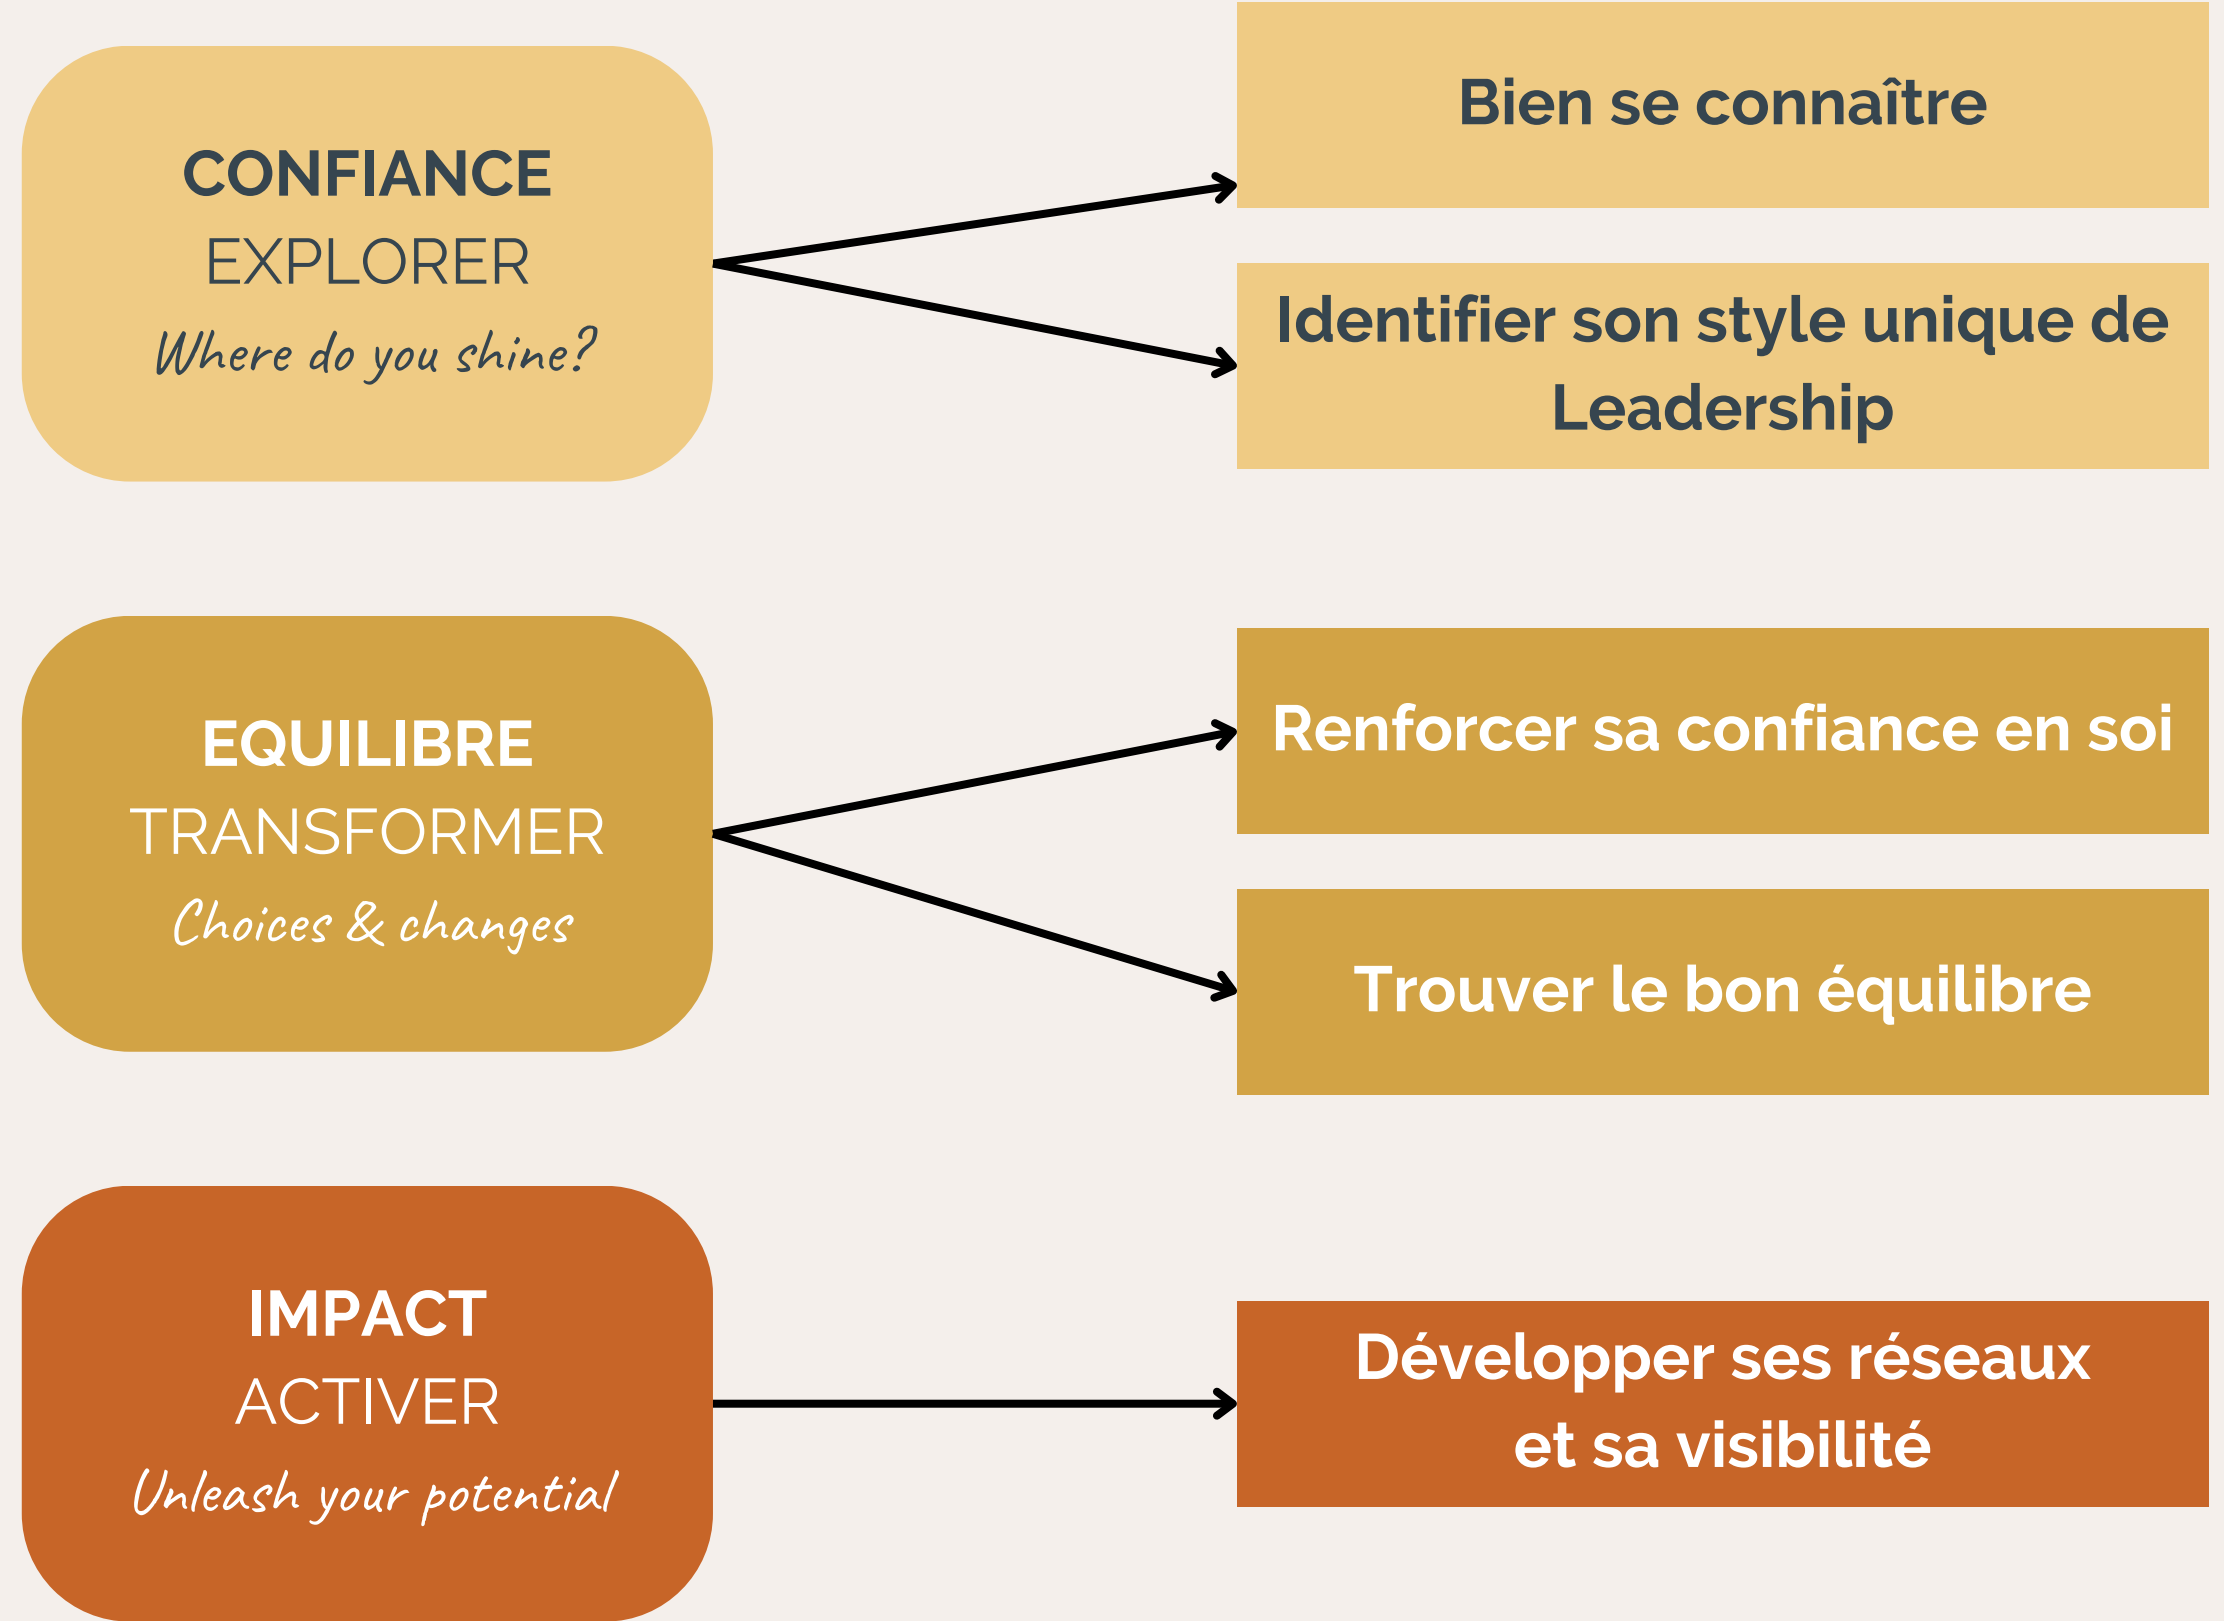 CONFIANCE
EXPLORER
Where do you shine?
Bien se connaître
Identifier son style unique de
Leadership
EQUILIBRE
TRANSFORMER
Choices & changes
Renforcer sa confiance en soi
Trouver le bon équilibre
IMPACT
ACTIVER
Unleash your potential
Développer ses réseaux
et sa visibilité